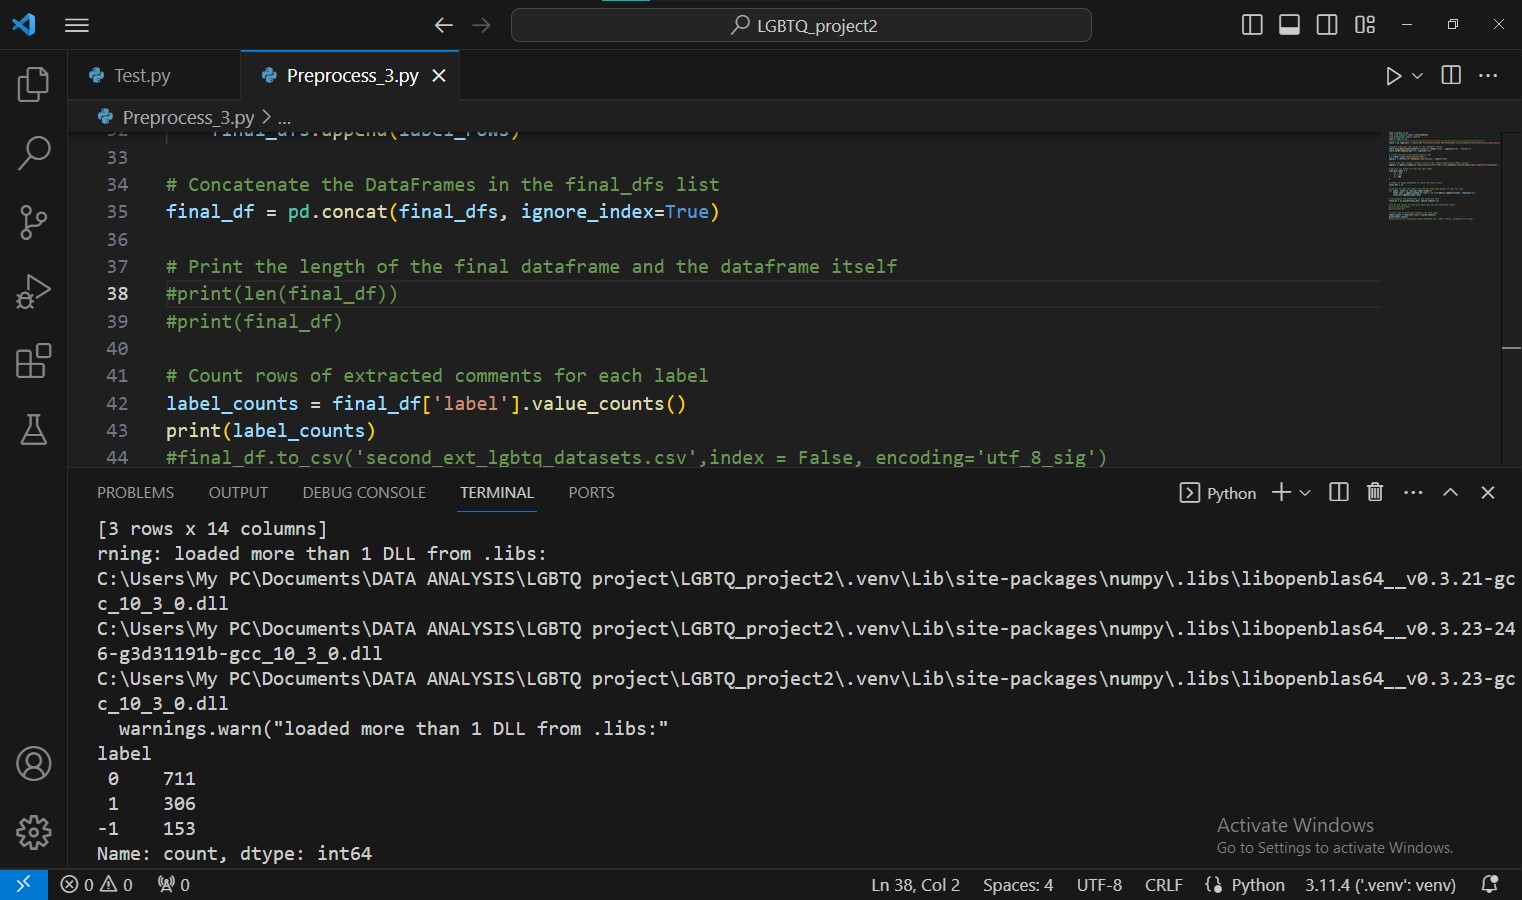 LGBTQ_project2
Test.py
Preprocess_3.py
Preprocess_3.py > ...
32 final_dfs.append(label_rows)
33
34 # Concatenate the DataFrames in the final_dfs list
35 final_df = pd.concat(final_dfs, ignore_index=True)
36
37 # Print the length of the final dataframe and the dataframe itself
38 #print(len(final_df))
39 #print(final_df)
40
41 # Count rows of extracted comments for each label
42 label_counts = final_df['label'].value_counts()
43 print(label_counts)
44 #final_df.to_csv('second_ext_lgbtq_datasets.csv',index = False, encoding='utf_8_sig')
PROBLEMS OUTPUT DEBUG CONSOLE TERMINAL PORTS
Python
[3 rows x 14 columns]
rning: loaded more than 1 DLL from .libs:
C:\Users\My PC\Documents\DATA ANALYSIS\LGBTQ project\LGBTQ_project2\.venv\Lib\site-packages\numpy\.libs\libopenblas64__v0.3.21-gc
c_10_3_0.dll
C:\Users\My PC\Documents\DATA ANALYSIS\LGBTQ project\LGBTQ_project2\.venv\Lib\site-packages\numpy\.libs\libopenblas64__v0.3.23-24
6-g3d31191b-gcc_10_3_0.dll
C:\Users\My PC\Documents\DATA ANALYSIS\LGBTQ project\LGBTQ_project2\.venv\Lib\site-packages\numpy\.libs\libopenblas64__v0.3.23-gc
c_10_3_0.dll
warnings.warn("loaded more than 1 DLL from .libs:"
label
0 711
1 306
-1 153
Name: count, dtype: int64
Activate Windows
Go to Settings to activate Windows.
0 0 0 Ln 38, Col 2 Spaces: 4 UTF-8 CRLF Python 3.11.4 ('.venv': venv)